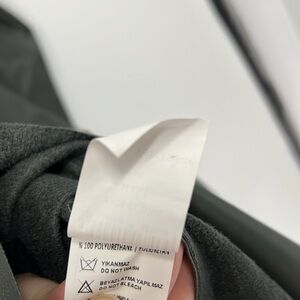 % 100 POLYURETHANE /
YIKANMAZ
DO NOT WASH
BEYAZLATMA YAPILMAZ
DO NOT BLEACH